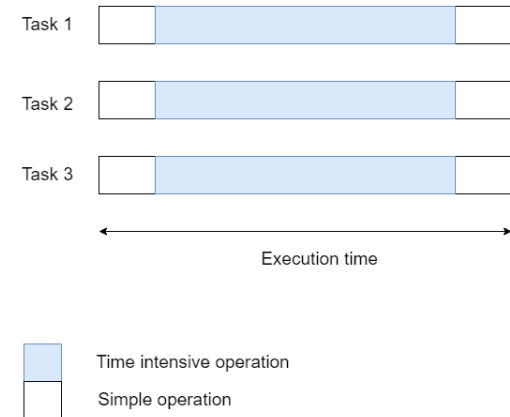 Task 1
Task 2
Task 3
Execution time
Time intensive operation
Simple operation